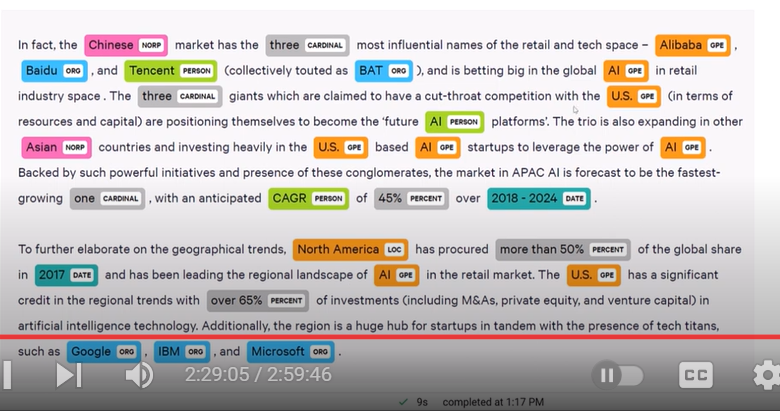 In fact, the Chinese NORP market has the three CARDINAL most influential names of the retail and tech space – Alibaba GPE ,
Baidu ORG , and Tencent PERSON (collectively touted as BAT ORG ), and is betting big in the global AI GPE in retail
industry space . The three CARDINAL giants which are claimed to have a cut-throat competition with the U.S. GPE (in terms of
resources and capital) are positioning themselves to become the ‘future AI PERSON platforms’. The trio is also expanding in other
Asian NORP countries and investing heavily in the U.S. GPE based AI GPE startups to leverage the power of AI GPE .
Backed by such powerful initiatives and presence of these conglomerates, the market in APAC AI is forecast to be the fastest-
growing one CARDINAL , with an anticipated CAGR PERSON of 45% PERCENT over 2018 - 2024 DATE .
To further elaborate on the geographical trends, North America LOC has procured more than 50% PERCENT of the global share
in 2017 DATE and has been leading the regional landscape of AI GPE in the retail market. The U.S. GPE has a significant
credit in the regional trends with over 65% PERCENT of investments (including M&As, private equity, and venture capital) in
artificial intelligence technology. Additionally, the region is a huge hub for startups in tandem with the presence of tech titans,
such as Google ORG , IBM ORG , and Microsoft ORG .
2:29:05 / 2:59:46 CC
9s completed at 1:17 PM